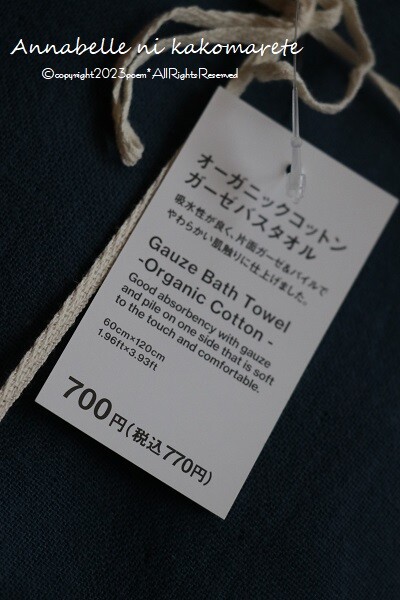 Annabelle ni kakomarete
©copyright2023poem*AllRightsReserved
オーガニックコットン
ガーゼバスタオル
吸水性が良く、片面ガーゼ&パイルで
やわらかい肌触りに仕上げました。
Gauze Bath Towel
-Organic Cotton -
Good absorbency with gauze
and pile on one side that is soft
to the touch and comfortable.
60cm×120cm
1.96ft×3.93ft
700円(税込770円)